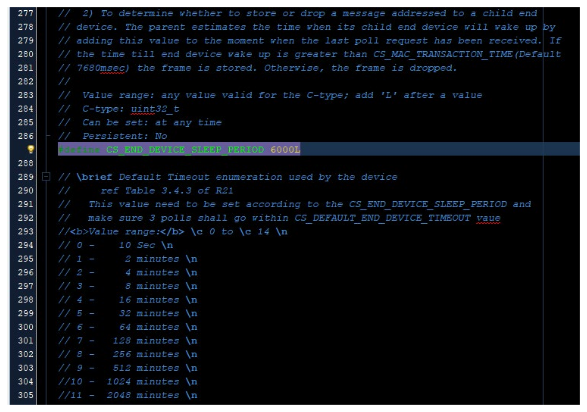 277 // 2) To determine whether to store or drop a message addressed to a child end
278 // device. The parent estimates the time when its child end device will wake up by
279 // adding this value to the moment when the last poll request has been received. If
280 // the time till end device wake up is greater than CS_MAC_TRANSACTION_TIME(Default
281 // 7680msec) the frame is stored. Otherwise, the frame is dropped.
282 //
283 // Value range: any value valid for the C-type; add 'L' after a value
284 // C-type: uint32_t
285 // Can be set: at any time
286 // Persistent: No
CS_END_DEVICE_SLEEP_PERIOD 6000L
288
289 // \brief Default Timeout enumeration used by the device
290 // ref Table 3.4.3 of R21
291 // This value need to be set according to the CS_END_DEVICE_SLEEP_PERIOD and
292 // make sure 3 polls shall go within CS_DEFAULT_END_DEVICE_TIMEOUT vaue
293 //<b>Value range:</b> \c 0 to \c 14 \n
294 // 0 - 10 Sec \n
295 // 1 - 2 minutes \n
296 // 2 - 4 minutes \n
297 // 3 - 8 minutes \n
298 // 4 - 16 minutes \n
299 // 5 - 32 minutes \n
300 // 6 - 64 minutes \n
301 // 7 - 128 minutes \n
302 // 8 - 256 minutes \n
303 // 9 - 512 minutes \n
304 //10 - 1024 minutes \n
305 //11 - 2048 minutes \n